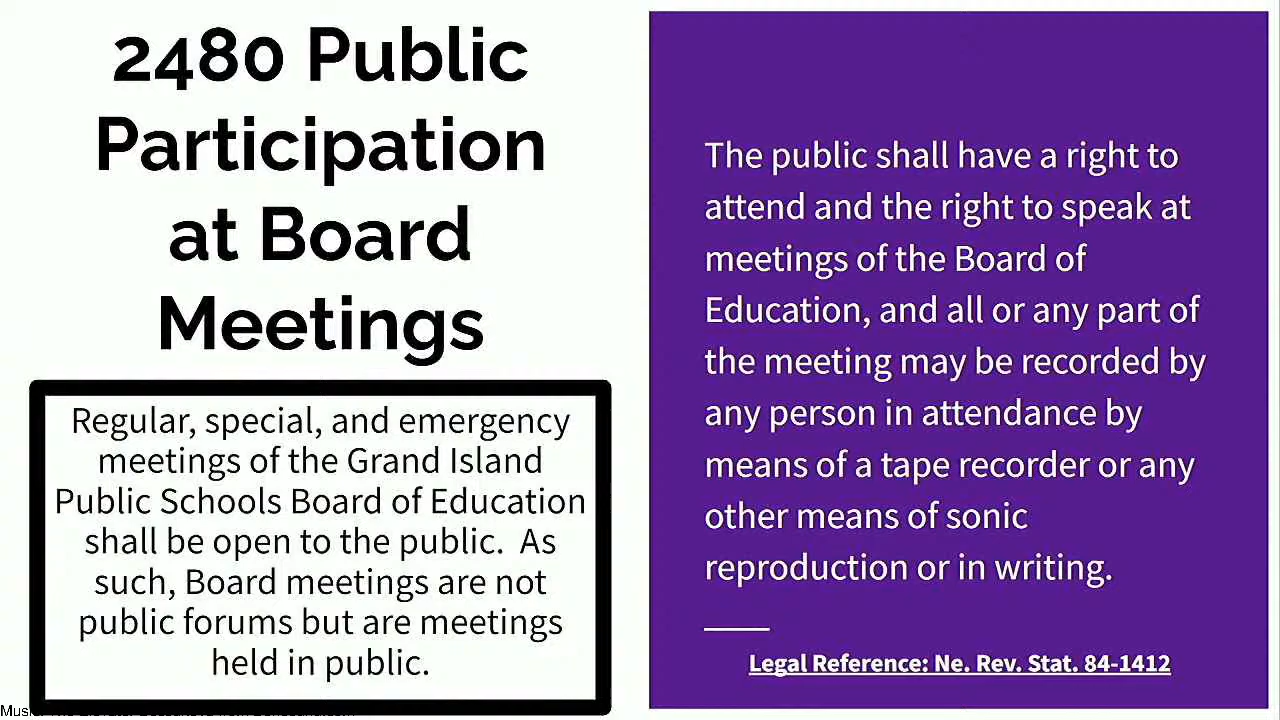 2480 Public
Participation
at Board
Meetings
Regular, special, and emergency
meetings of the Grand Island
Public Schools Board of Education
shall be open to the public.  As
such, Board meetings are not
public forums but are meetings
held in public.
The public shall have a right to
attend and the right to speak at
meetings of the Board of
Education, and all or any part of
the meeting may be recorded by
any person in attendance by
means of a tape recorder or any
other means of sonic
reproduction or in writing.
Legal Reference: Ne. Rev. Stat. 84-1412